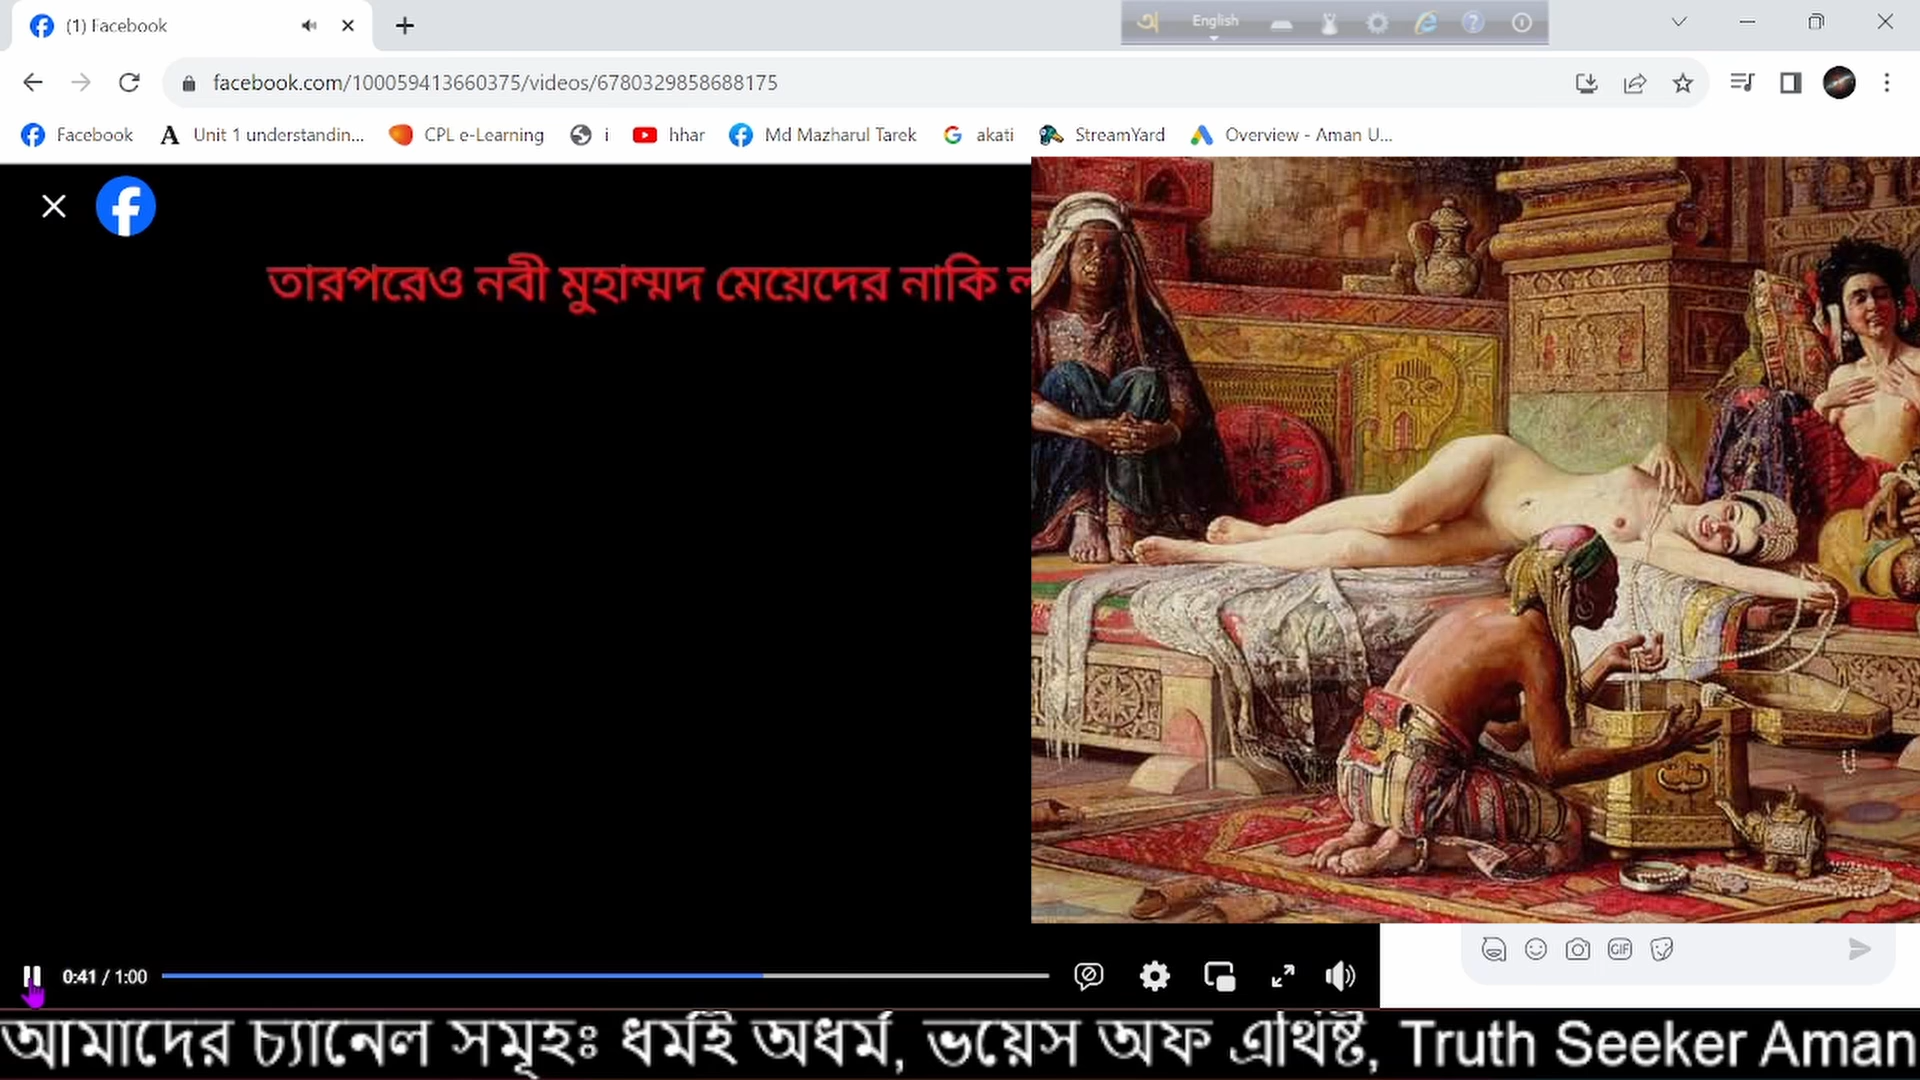 (1) Facebook
English
facebook.com/100059413660375/videos/6780329858688175
Facebook
Unit 1 understandin...
CPL e-Learning
i
hhar
Md Mazharul Tarek
akati
StreamYard
Overview - Aman U...
তারপরেও নবী মুহাম্মদ মেয়েদের নাকি
0:41 / 1:00
GIF
আমাদের চ্যানেল সমূহঃ ধর্মই অধর্ম, ভয়েস অফ এথিষ্ট, Truth Seeker Aman